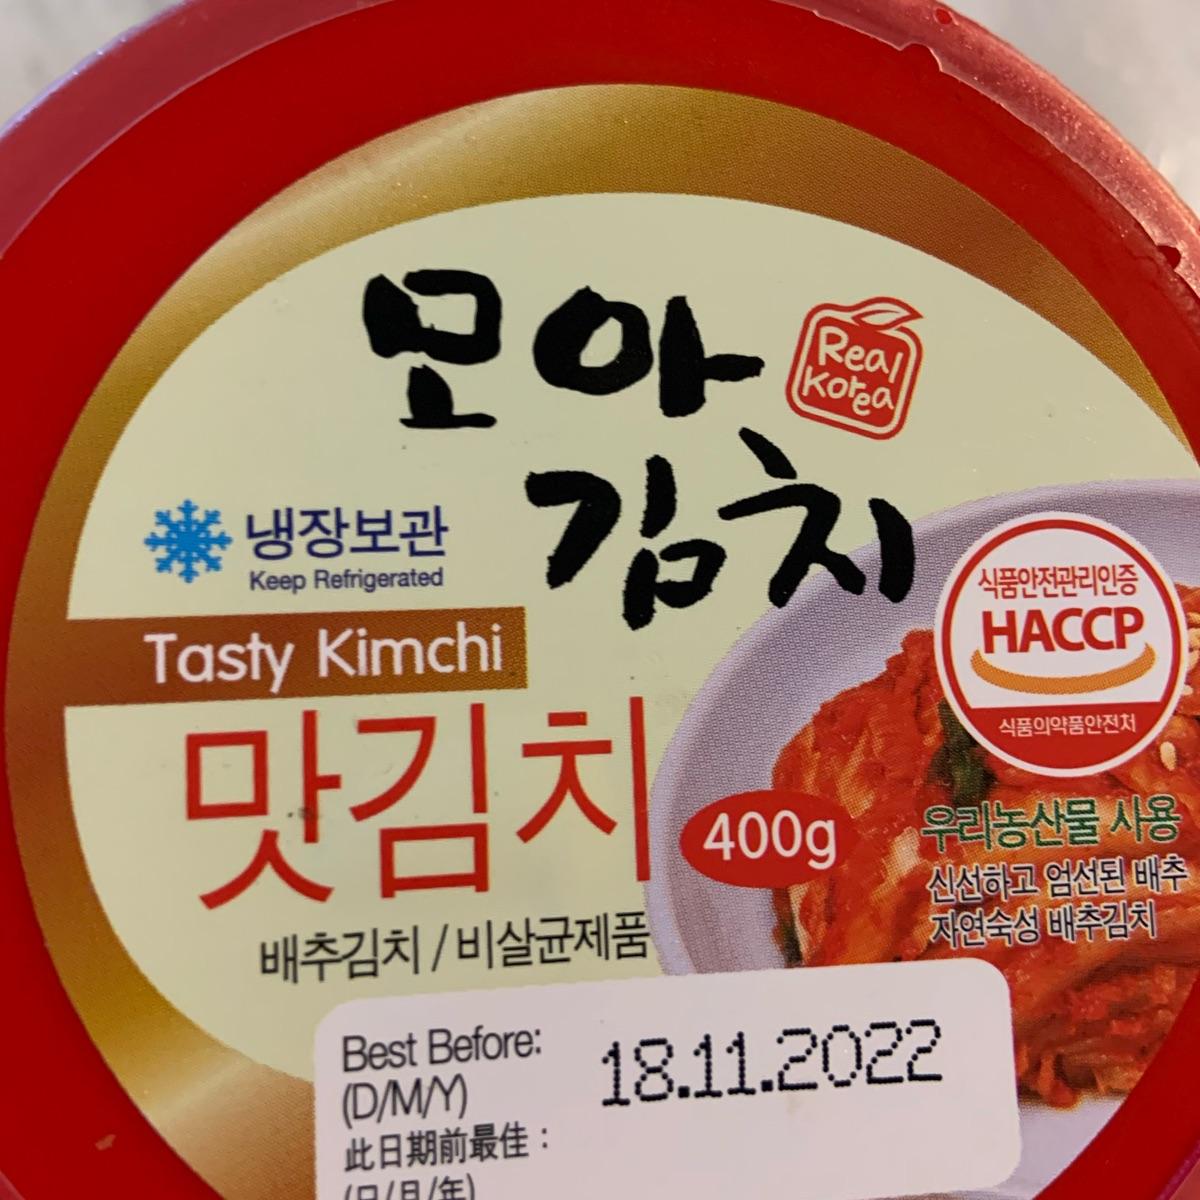 모아
Real
Korea
김치
냉장보관
Keep Refrigerated
Tasty Kimchi
맛김치
400g
배추김치 / 비살균제품
식품안전관리인증
HACCP
식품의약품안전처
우리농산물 사용
신선하고 엄선된 배추
자연숙성 배추김치
Best Before:
(D/M/Y)
18.11.2022
此日期前最佳：
(日/月/年)